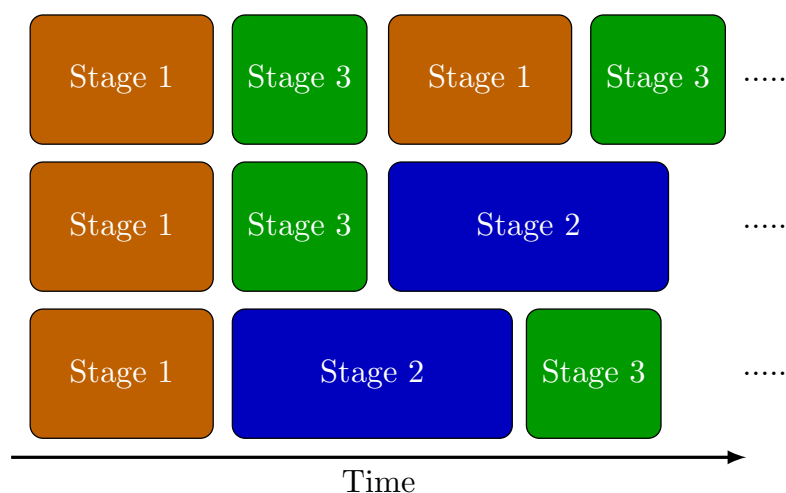 Stage 1 Stage 3 Stage 1 Stage 3 .....
Stage 1 Stage 3 Stage 2 .....
Stage 1 Stage 2 Stage 3 .....
Time